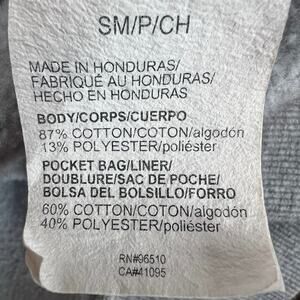 SM/P/CH
MADE IN HONDURAS/
FABRIQUÉ AU HONDURAS/
HECHO EN HONDURAS
BODY/CORPS/CUERPO
87% COTTON/COTON/algodón
13% POLYESTER/poliéster
POCKET BAG/LINER/
DOUBLURE/SAC DE POCHE/
BOLSA DEL BOLSILLO/FORRO
60% COTTON/COTON/algodón
40% POLYESTER/poliéster
RN#96510
CA#41095